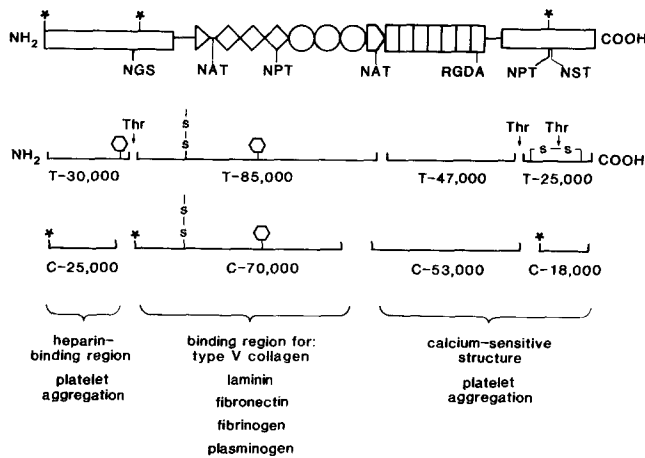 * *
NH2 COOH
NGS NAT NPT NAT RGDA NPT NST
Thr S S Thr Thr
NH2 S-S COOH
T-30,000 T-85,000 T-47,000 T-25,000
S
S
* * *
C-25,000 C-70,000 C-53,000 C-18,000
heparin-
binding region
platelet
aggregation
binding region for:
type V collagen
laminin
fibronectin
fibrinogen
plasminogen
calcium-sensitive
structure
platelet
aggregation